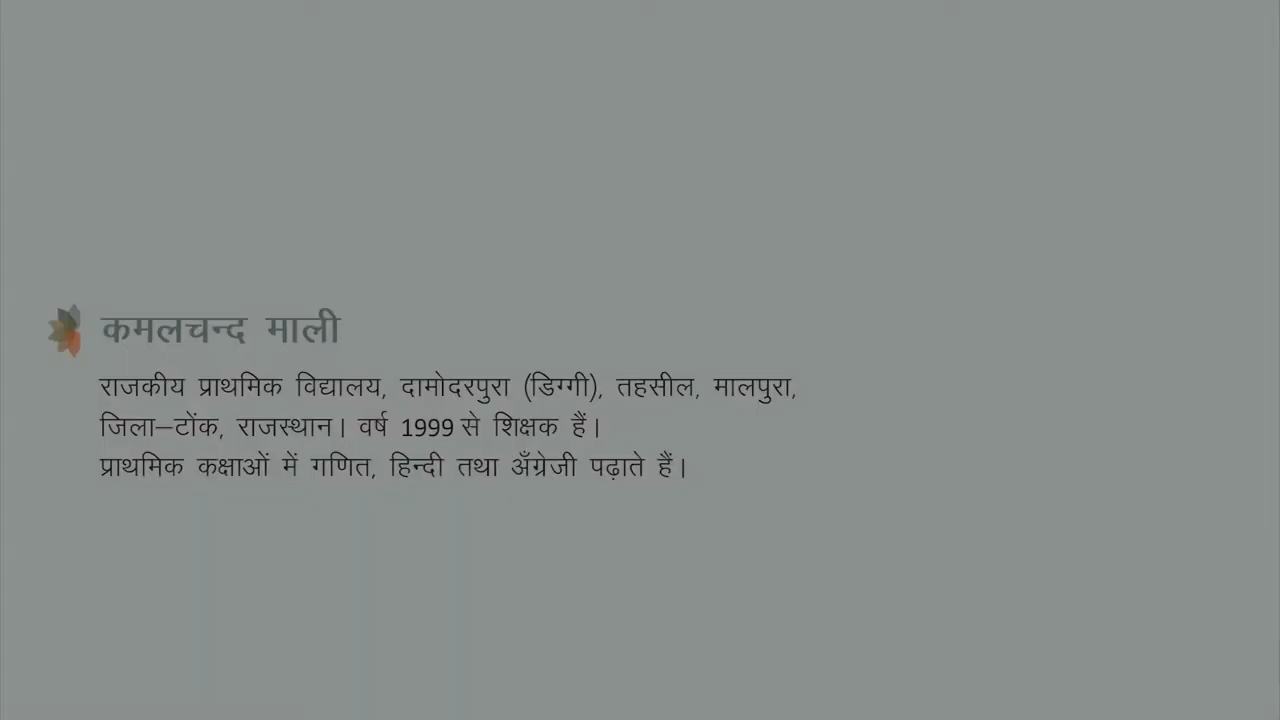 कमलचन्द माली
राजकीय प्राथमिक विद्यालय, दामोदरपुरा (डिग्गी), तहसील, मालपुरा,
जिला–टोंक, राजस्थान। वर्ष 1999 से शिक्षक हैं।
प्राथमिक कक्षाओं में गणित, हिन्दी तथा अँग्रेजी पढ़ाते हैं।